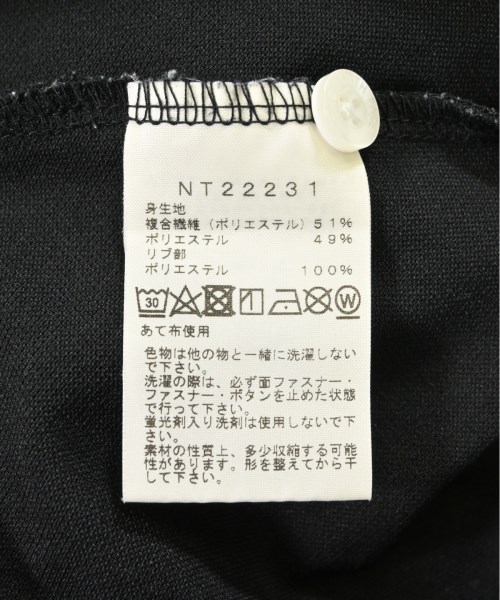 NT22231
身生地
複合繊維（ポリエステル）51%
ポリエステル 49%
リブ部
ポリエステル 100%
30 W
あて布使用
色物は他の物と一緒に洗濯しない
で下さい。
洗濯の際は、必ず面ファスナー・
ファスナー・ボタンを止めた状態
で行って下さい。
蛍光剤入り洗剤は使用しないで下
さい。
素材の性質上、多少収縮する可能
性があります。形を整えてから干
して下さい。